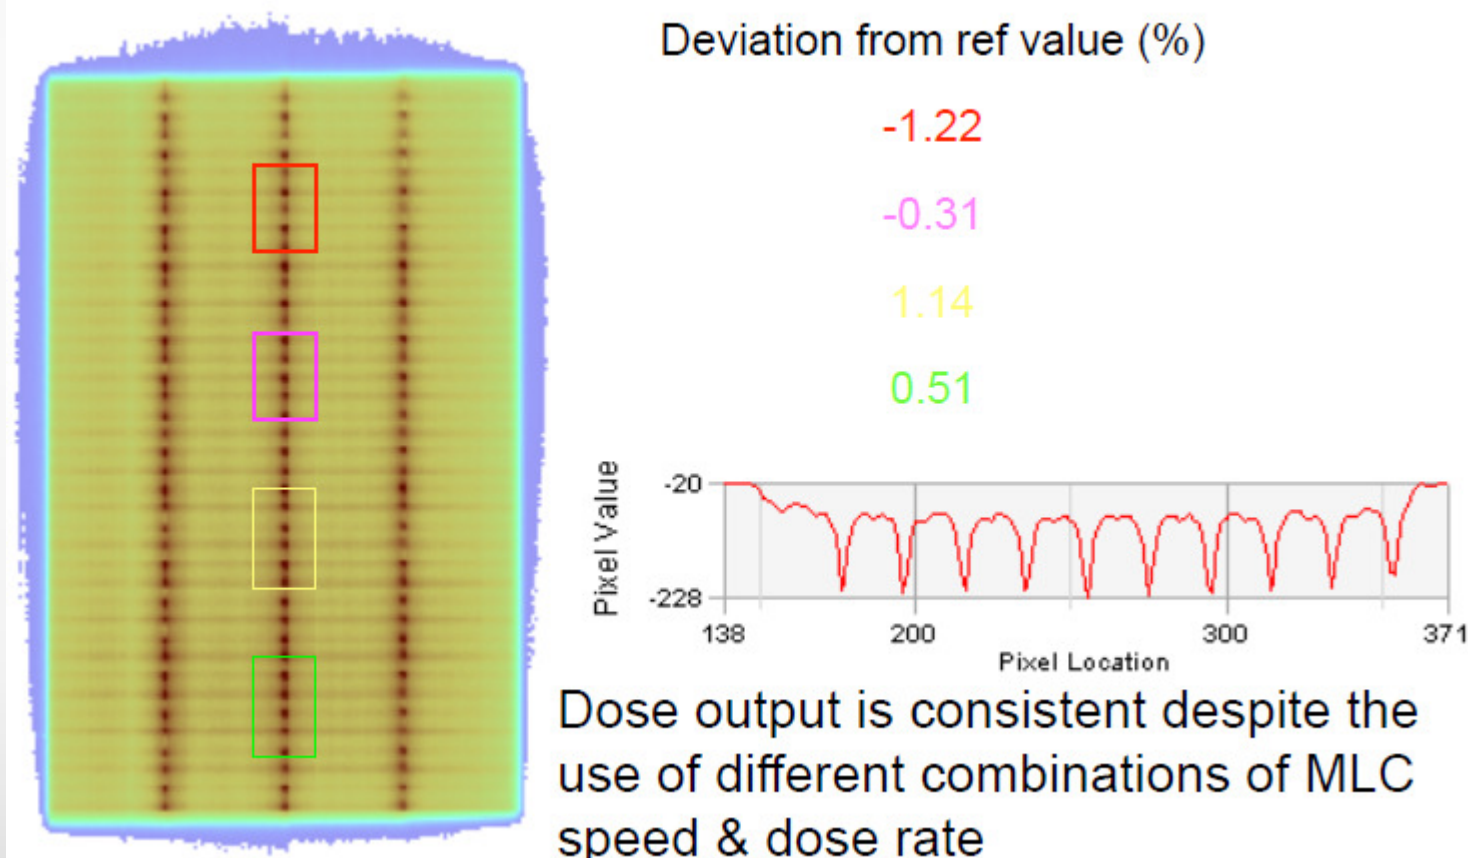 Deviation from ref value (%)
-1.22
-0.31
1.14
0.51
Pixel Value
-20
-228
138 200 300 371
Pixel Location
Dose output is consistent despite the
use of different combinations of MLC
speed & dose rate